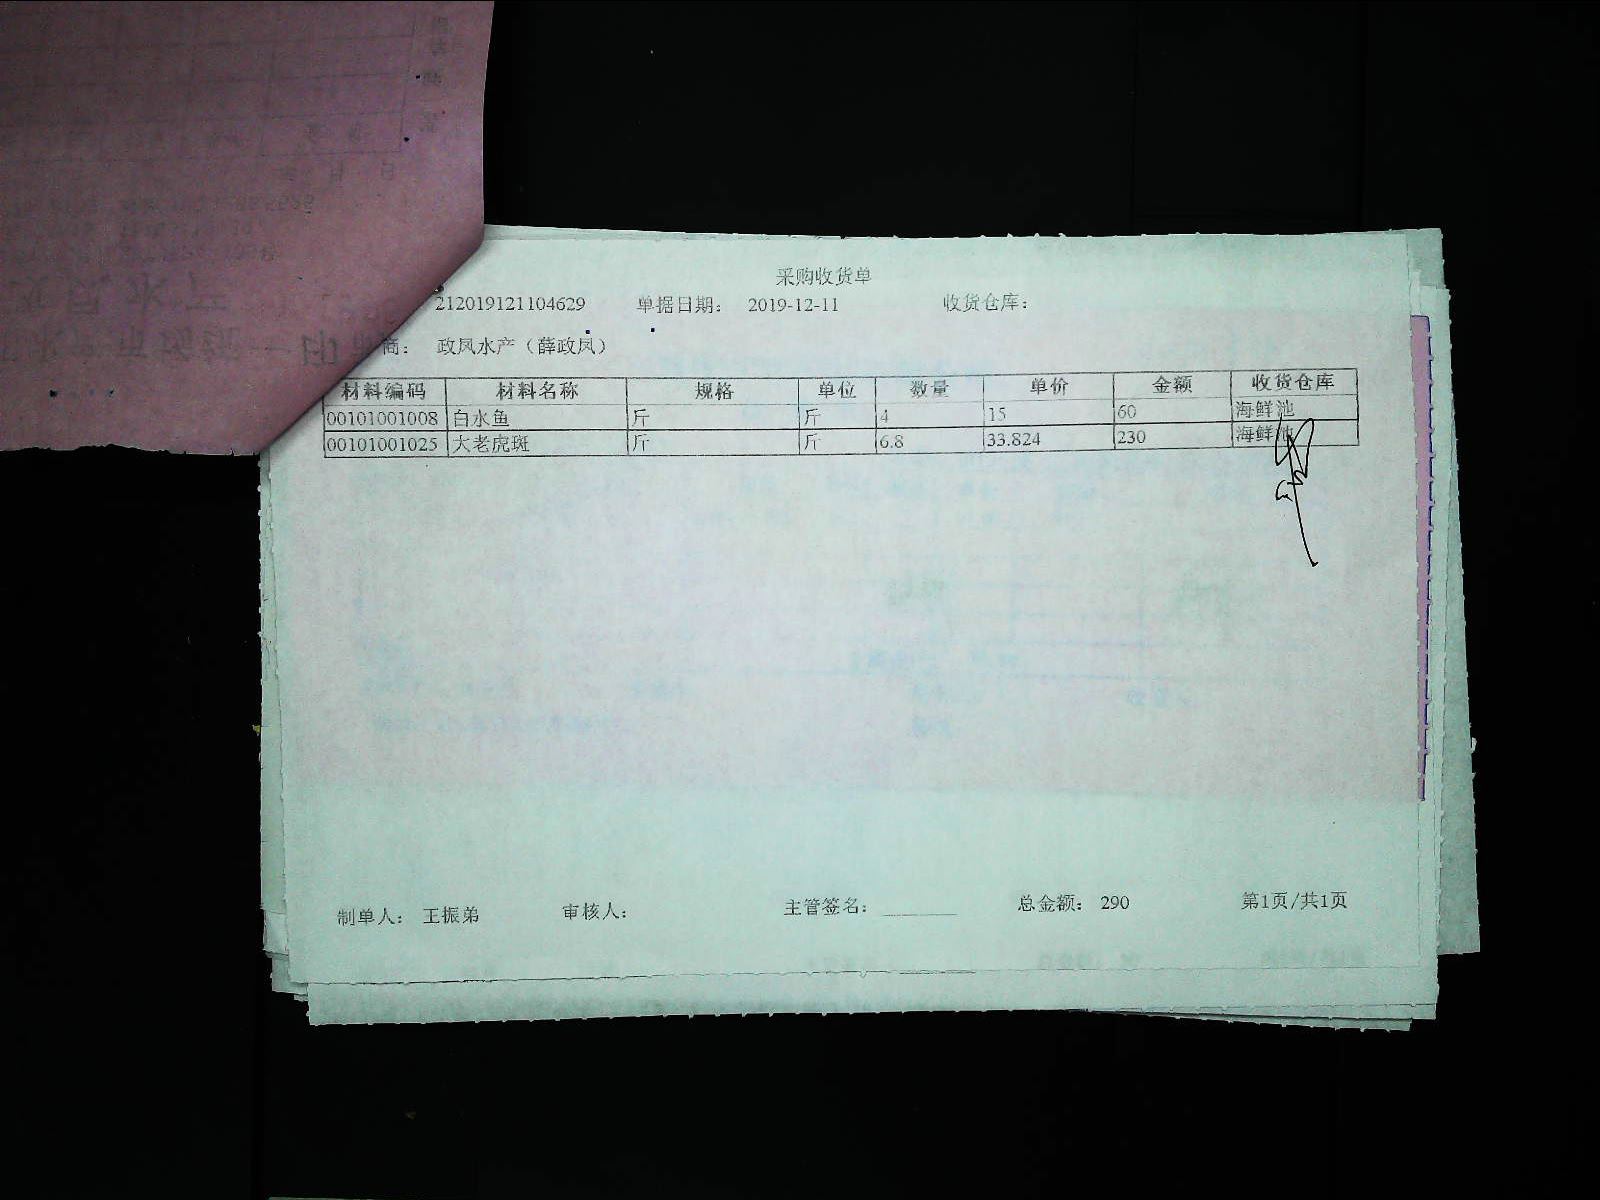 采购收货单
212019121104629 单据日期: 2019-12-11 收货仓库:
商: 政凤水产（薛政凤）
材料编码 材料名称 规格 单位 数量 单价 金额 收货仓库
00101001008 白水鱼 斤 斤 4 15 60 海鲜池
00101001025 大老虎斑 斤 斤 6.8 33.824 230 海鲜池
制单人: 王振弟 审核人: 主管签名: 总金额: 290 第1页/共1页